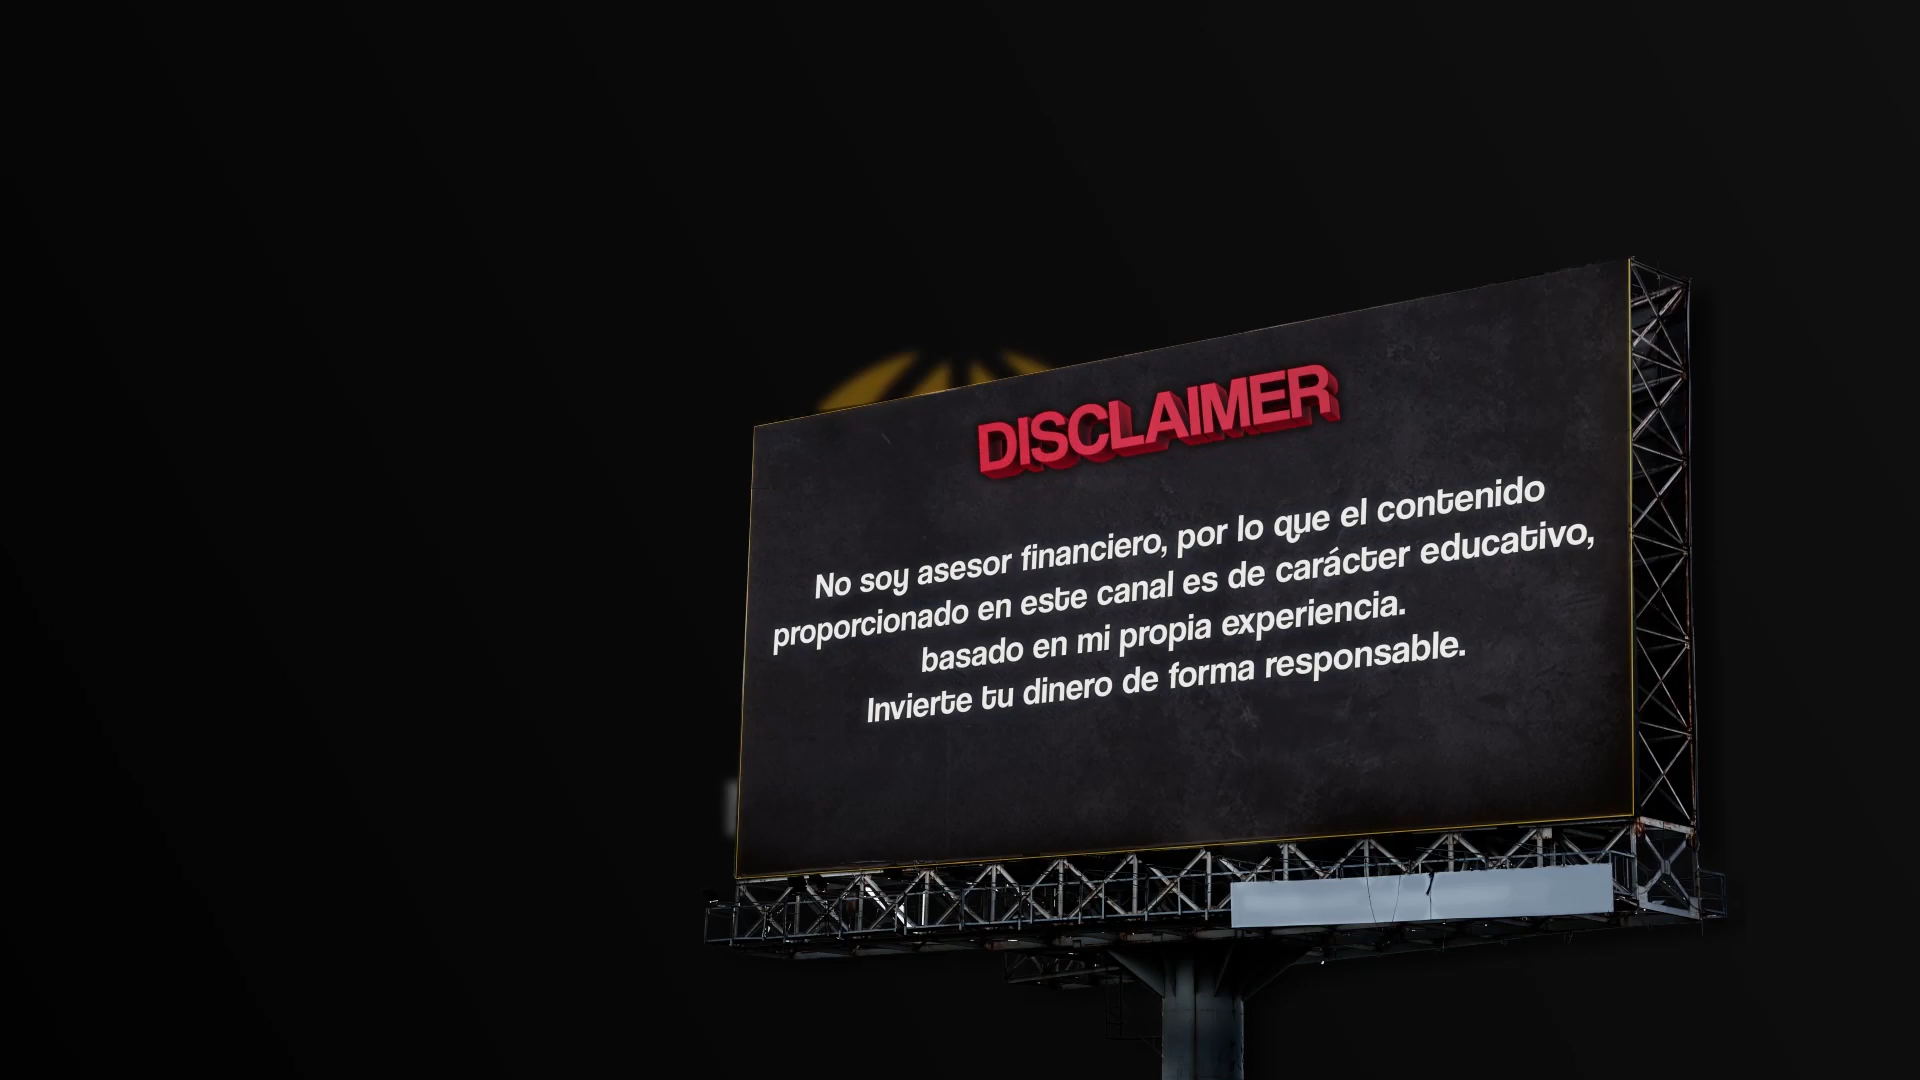 DISCLAIMER
No soy asesor financiero, por lo que el contenido
proporcionado en este canal es de carácter educativo,
basado en mi propia experiencia.
Invierte tu dinero de forma responsable.